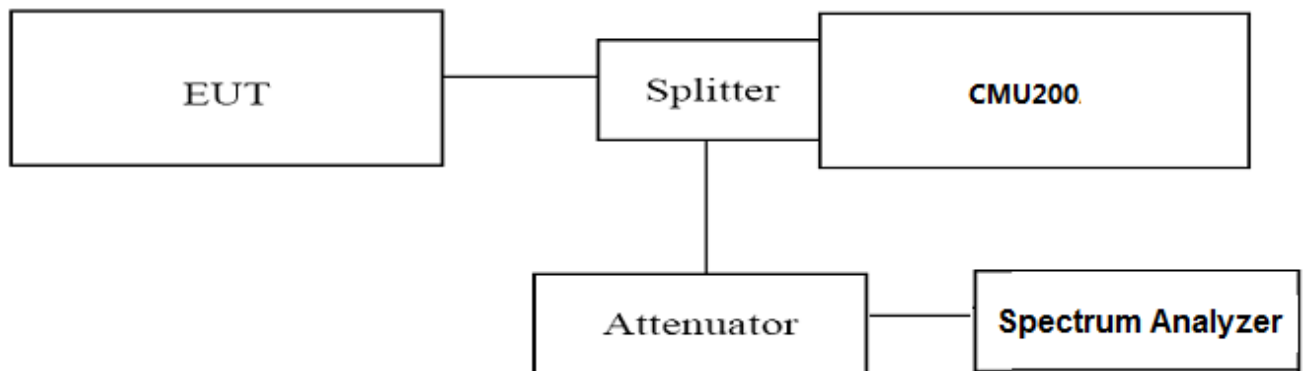 EUT
Splitter
CMU200
Attenuator
Spectrum Analyzer